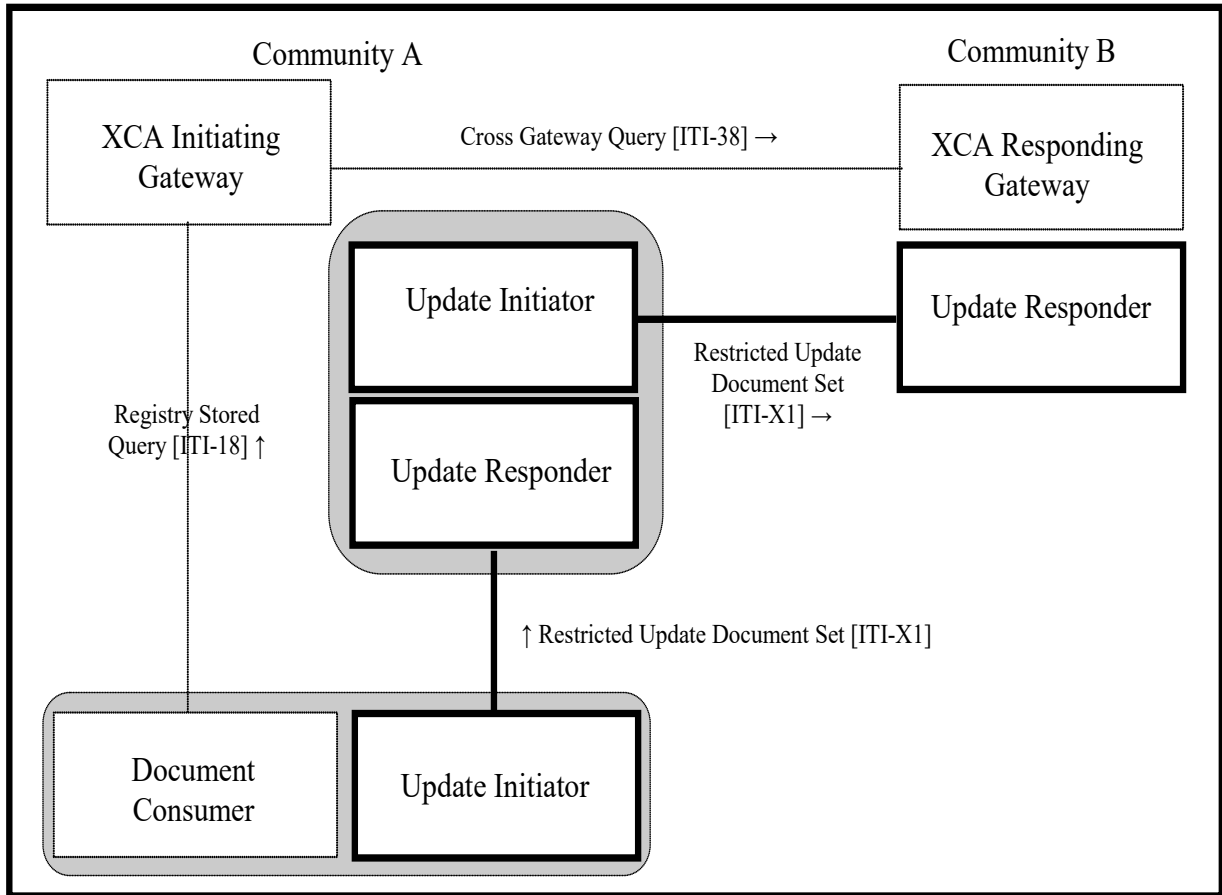 Community A
Community B
XCA Initiating
Gateway
Cross Gateway Query [ITI-38] →
XCA Responding
Gateway
Update Initiator
Update Responder
Restricted Update
Document Set
[ITI-X1] →
Registry Stored
Query [ITI-18] ↑
Update Responder
↑ Restricted Update Document Set [ITI-X1]
Document
Consumer
Update Initiator